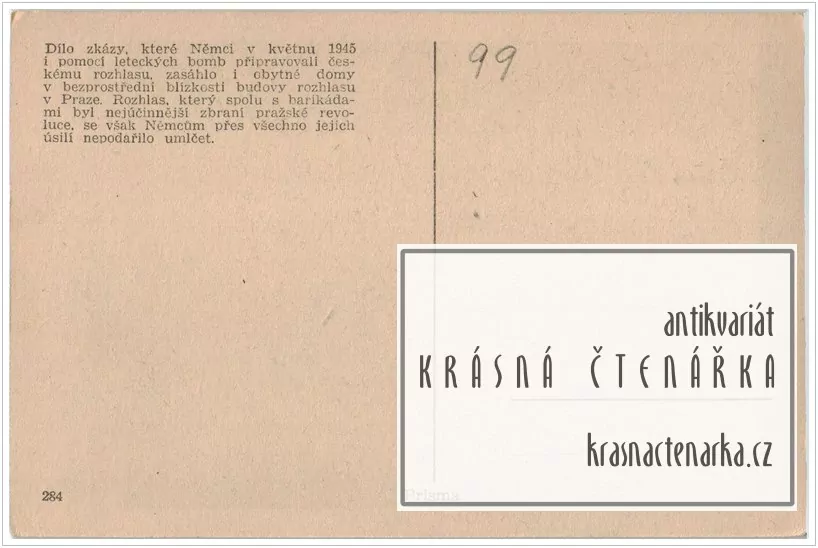 Dílo zkázy, které Němci v květnu 1945
i pomocí leteckých bomb připravovali čes-
kému rozhlasu, zasáhlo i obytné domy
v bezprostřední blízkosti budovy rozhlasu
v Praze. Rozhlas, který spolu s barikáda-
mi byl nejúčinnější zbraní pražské revo-
luce, se však Němcům přes všechno jejich
úsilí nepodařilo umlčet.
99
antikvariát
KRÁSNÁ ČTENÁŘKA
krasnactenarka.cz
284
Prisma